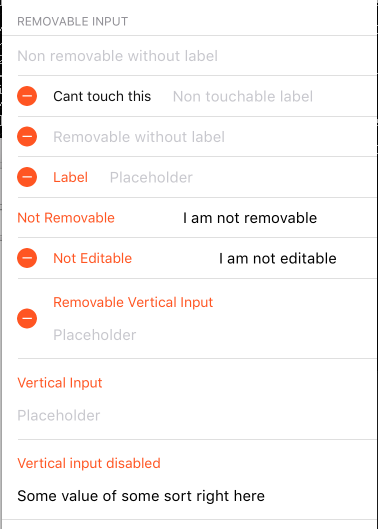 REMOVABLE INPUT
Non removable without label
Cant touch this Non touchable label
Removable without label
Label Placeholder
Not Removable I am not removable
Not Editable I am not editable
Removable Vertical Input
Placeholder
Vertical Input
Placeholder
Vertical input disabled
Some value of some sort right here